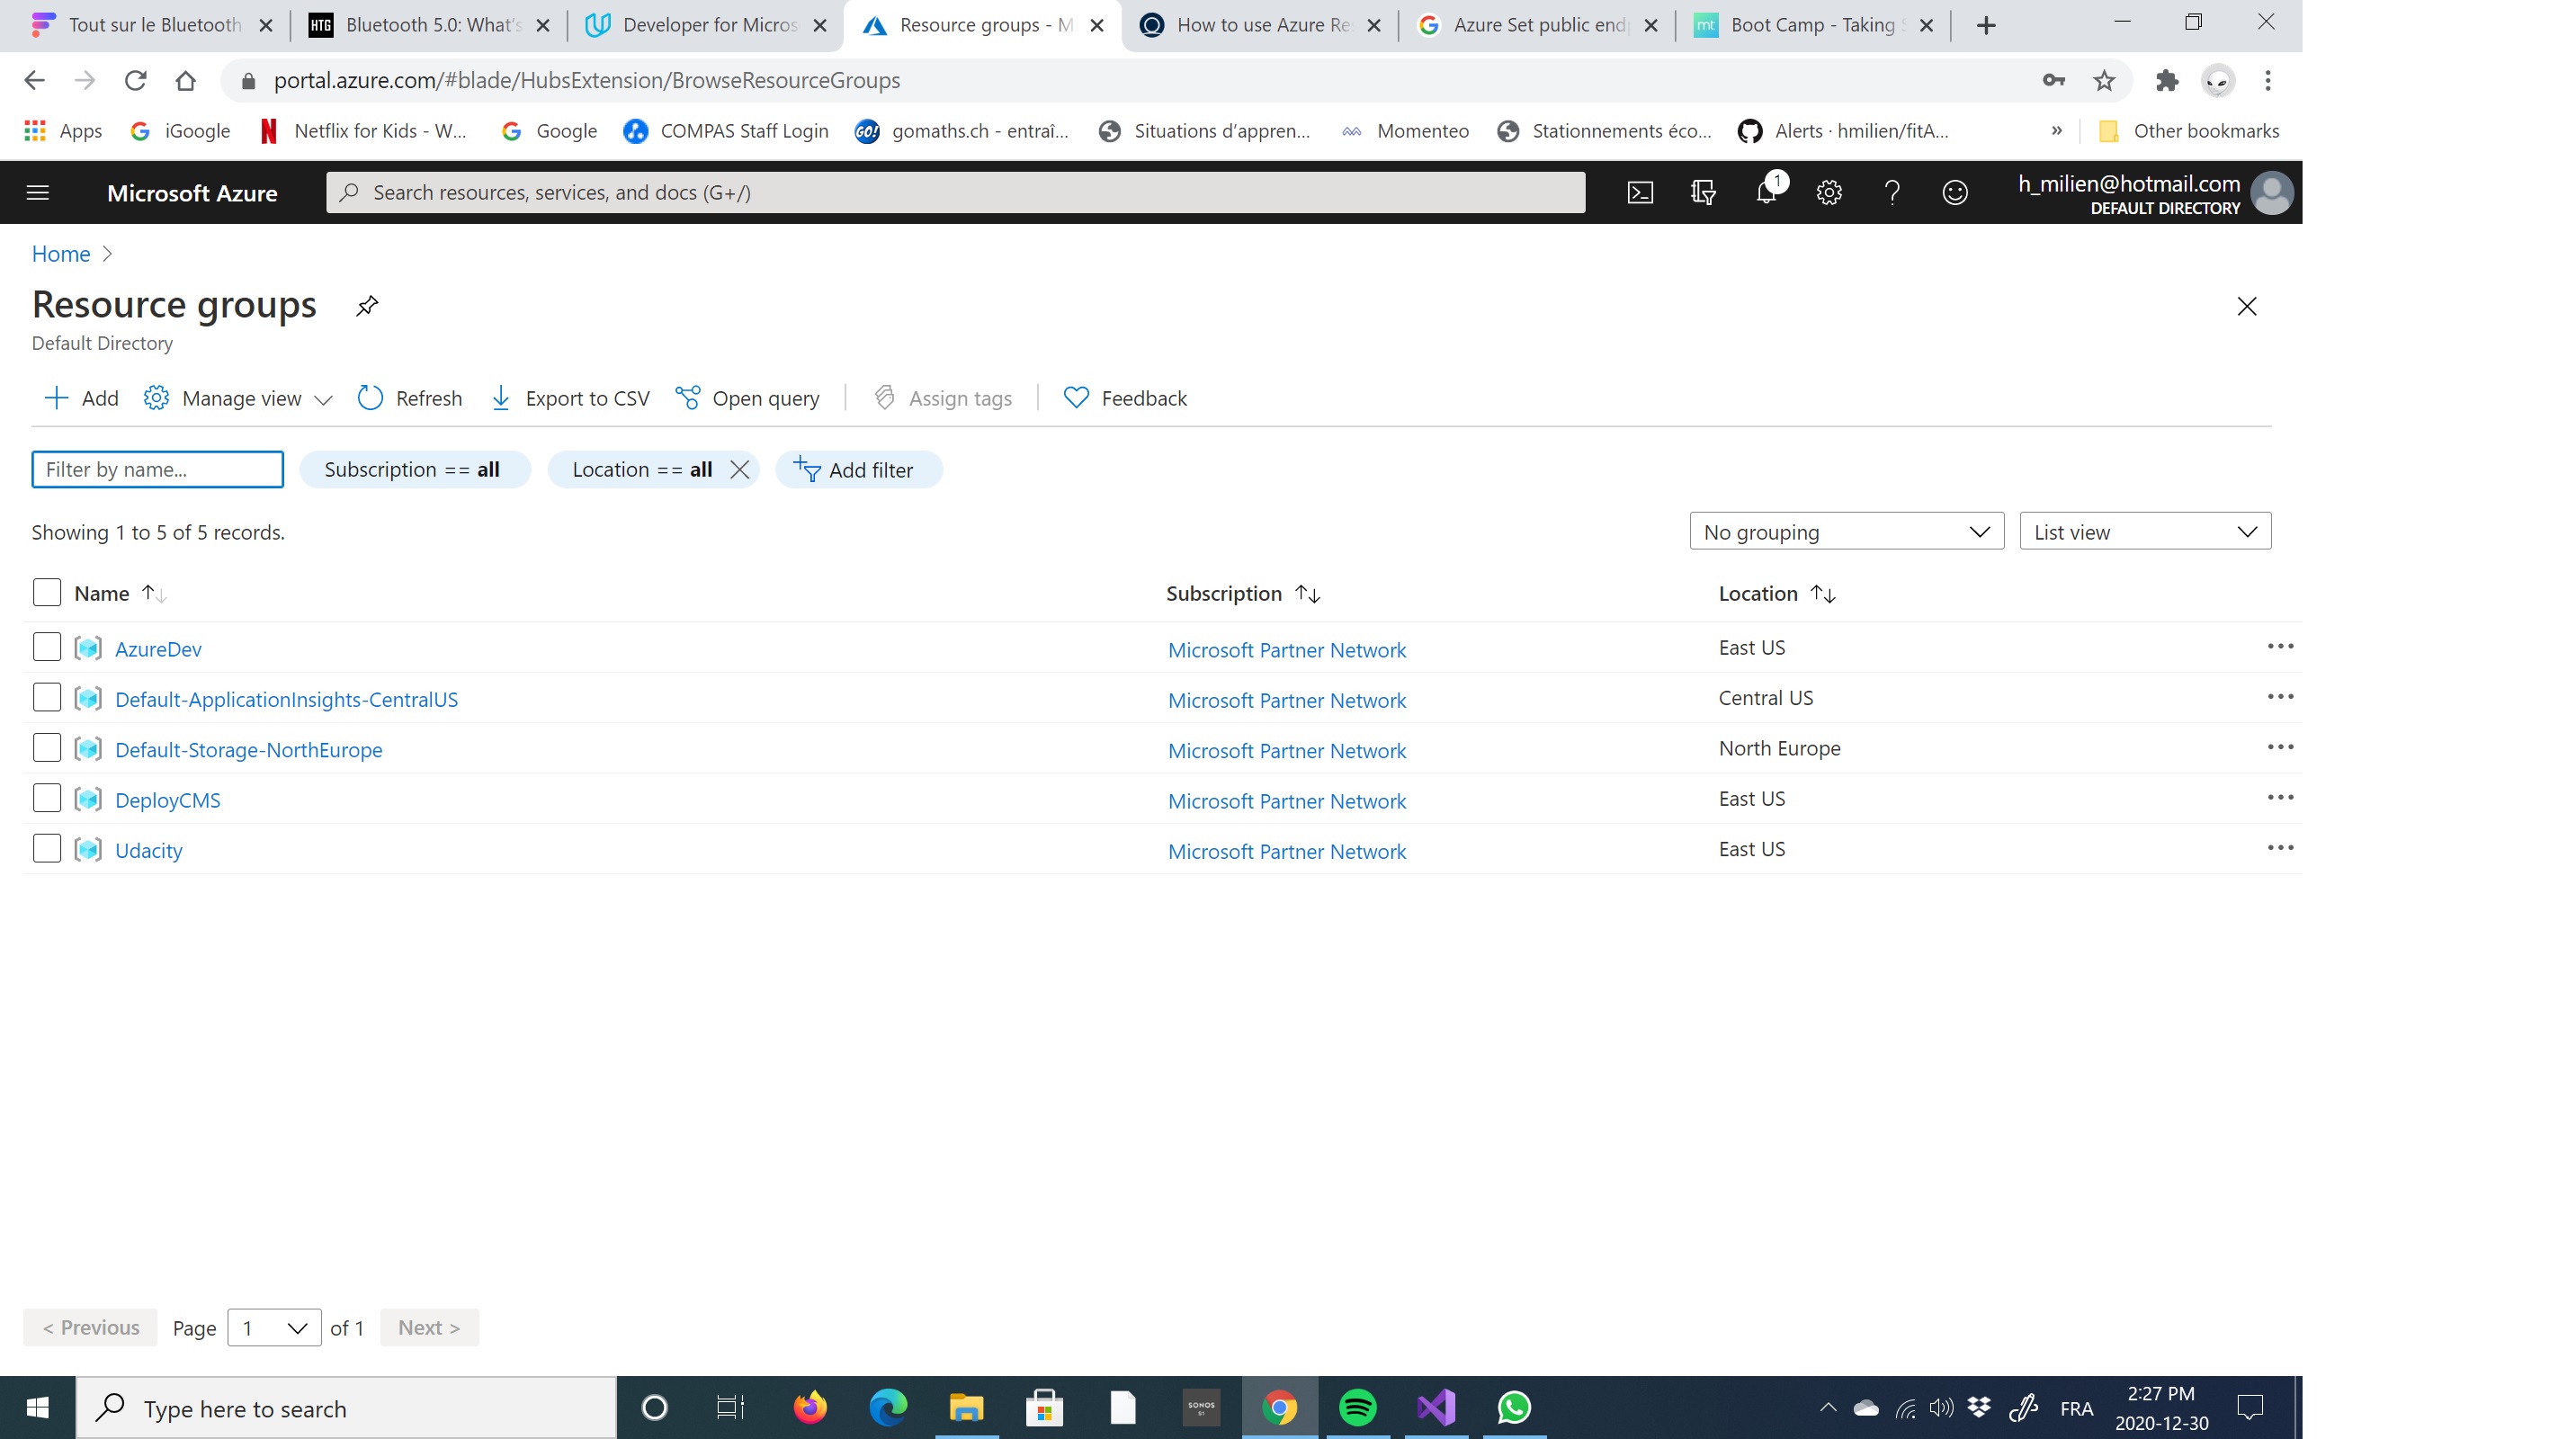 Tout sur le Bluetooth
HTG Bluetooth 5.0: What's
Developer for Micros
Resource groups - M
How to use Azure Re
Azure Set public end
mt Boot Camp - Taking S
portal.azure.com/#blade/HubsExtension/BrowseResourceGroups
Apps iGoogle Netflix for Kids - W... Google COMPAS Staff Login GO! gomaths.ch - entraî... Situations d'appren... Momenteo Stationnements éco... Alerts · hmilien/fitA... » Other bookmarks
Microsoft Azure
Search resources, services, and docs (G+/)
1
h_milien@hotmail.com
DEFAULT DIRECTORY
Home >
Resource groups
Default Directory
Add Manage view Refresh Export to CSV Open query Assign tags Feedback
Filter by name... Subscription == all Location == all Add filter
Showing 1 to 5 of 5 records. No grouping List view
Name Subscription Location
AzureDev Microsoft Partner Network East US
Default-ApplicationInsights-CentralUS Microsoft Partner Network Central US
Default-Storage-NorthEurope Microsoft Partner Network North Europe
DeployCMS Microsoft Partner Network East US
Udacity Microsoft Partner Network East US
< Previous Page 1 of 1 Next >
Type here to search
SONOS
S1
FRA
2:27 PM
2020-12-30